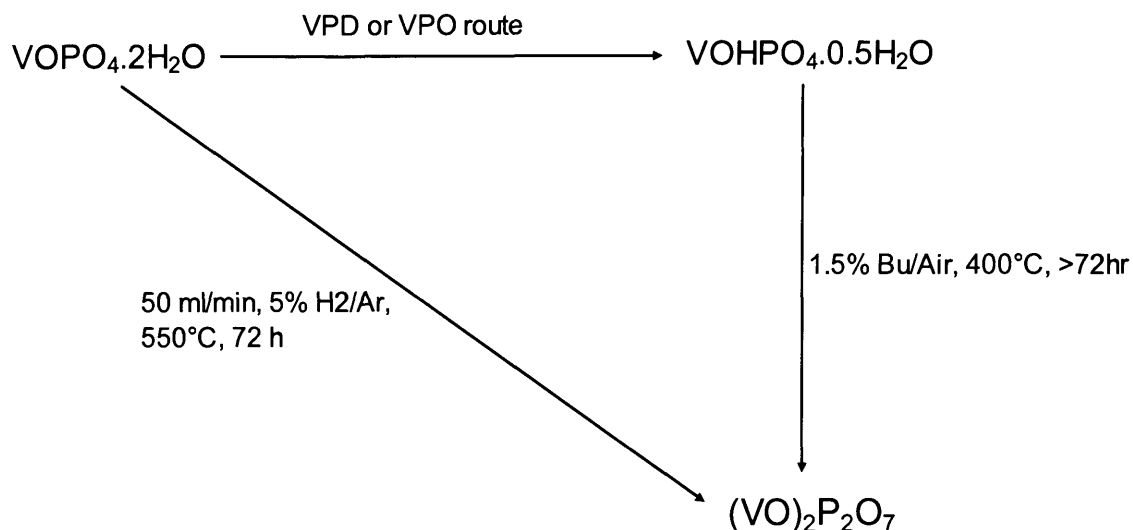 VPD or VPO route
VOPO₄.2H₂O
VOHPO₄.0.5H₂O
1.5% Bu/Air, 400°C, >72hr
50 ml/min, 5% H2/Ar,
550°C, 72 h
(VO)₂P₂O₇